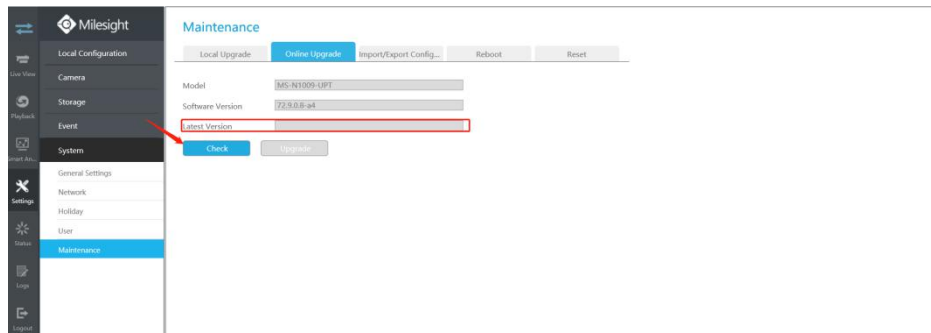 Milesight
Live View
Playback
Smart An...
Settings
Status
Logs
Logout
Local Configuration
Camera
Storage
Event
System
General Settings
Network
Holiday
User
Maintenance
Maintenance
Local Upgrade
Online Upgrade
Import/Export Config...
Reboot
Reset
Model
MS-N1009-UPT
Software Version
72.9.0.8-a4
Latest Version
Check
Upgrade